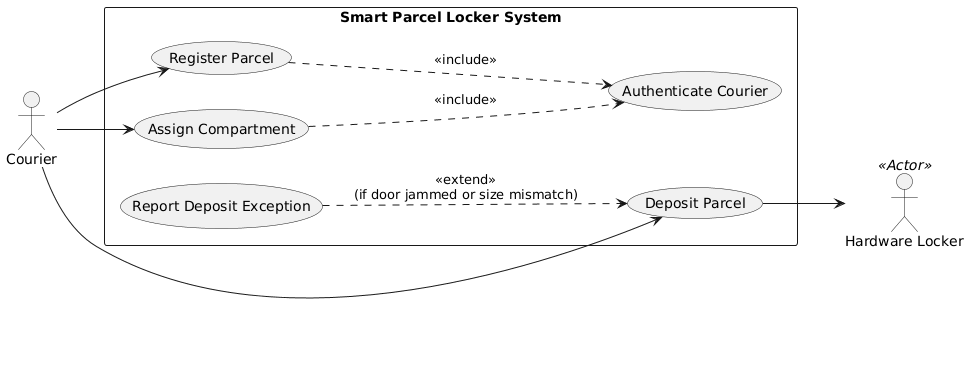 Smart Parcel Locker System
Register Parcel
«include»
Authenticate Courier
«include»
Assign Compartment
Courier
«extend»
(if door jammed or size mismatch)
Report Deposit Exception
Deposit Parcel
«Actor»
Hardware Locker